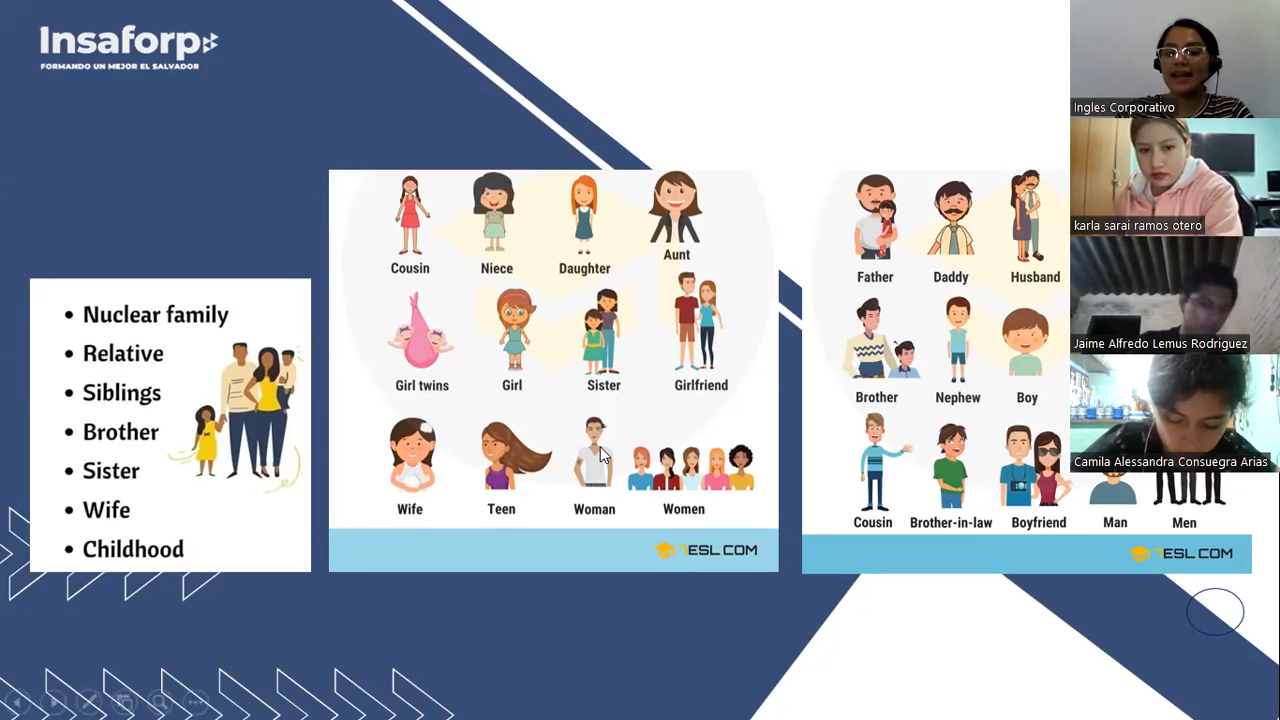 Insaforp
FORMANDO UN MEJOR EL SALVADOR
• Nuclear family
• Relative
• Siblings
• Brother
• Sister
• Wife
• Childhood
Cousin Niece Daughter Aunt
Girl twins Girl Sister Girlfriend
Wife Teen Woman Women
7ESL.COM
Father Daddy Husband
Brother Nephew Boy
Cousin Brother-in-law Boyfriend Man Men
7ESL.COM
Ingles Corporativo
karla sarai ramos otero
Jaime Alfredo Lemus Rodriguez
Camila Alessandra Consuegra Arias